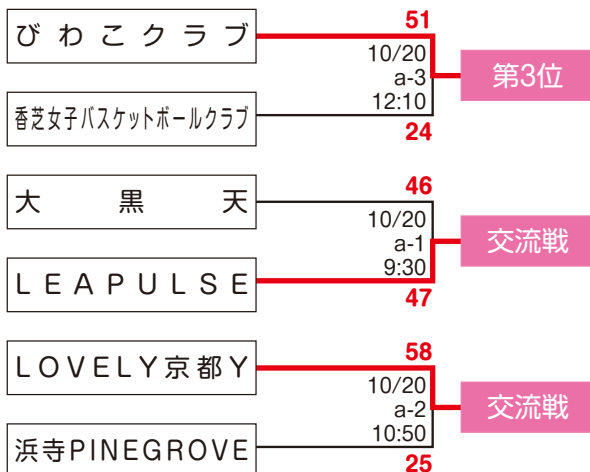 びわこクラブ
51
10/20
a-3
12:10
第3位
香芝女子バスケットボールクラブ
24
大黒天
46
10/20
a-1
9:30
交流戦
LEAPULSE
47
LOVELY京都Y
58
10/20
a-2
10:50
交流戦
浜寺PINEGROVE
25